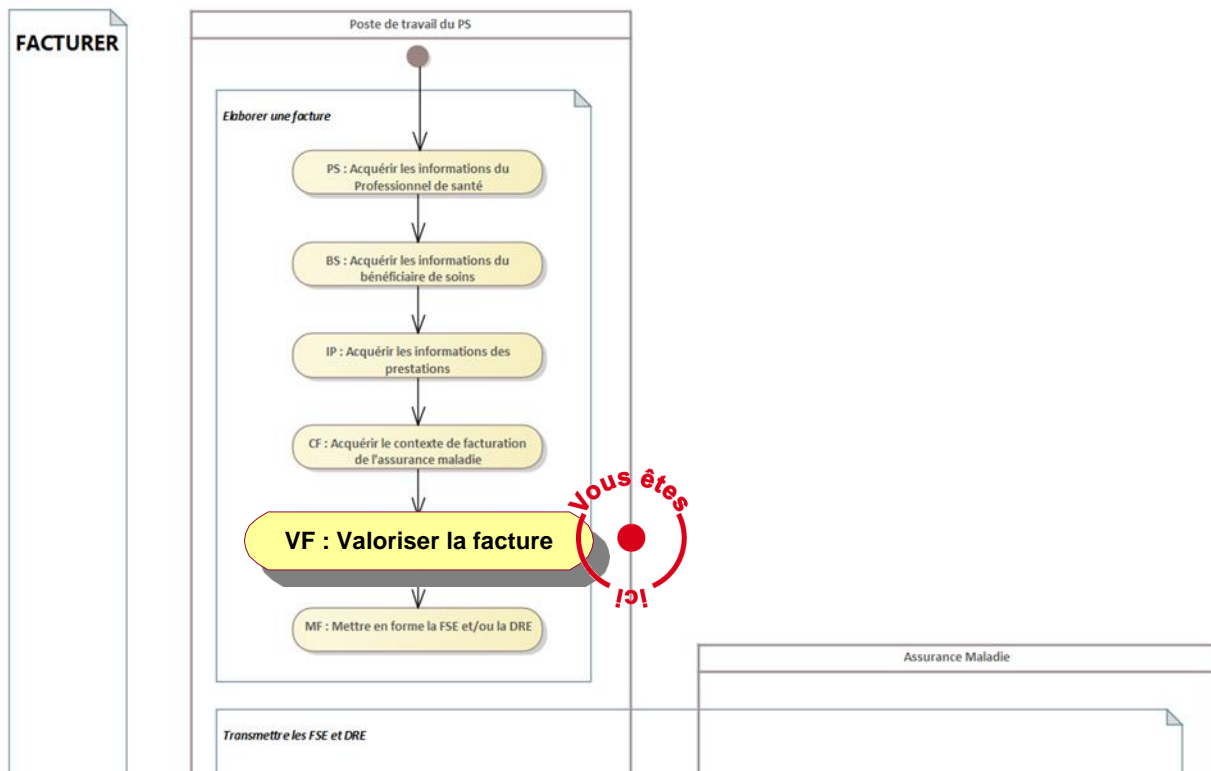 FACTURER
Poste de travail du PS
Elaborer une facture
PS : Acquérir les informations du
Professionnel de santé
BS : Acquérir les informations du
bénéficiaire de soins
IP : Acquérir les informations des
prestations
CF : Acquérir le contexte de facturation
de l'assurance maladie
VF : Valoriser la facture
Vous êtes
ici
MF : Mettre en forme la FSE et/ou la DRE
Assurance Maladie
Transmettre les FSE et DRE